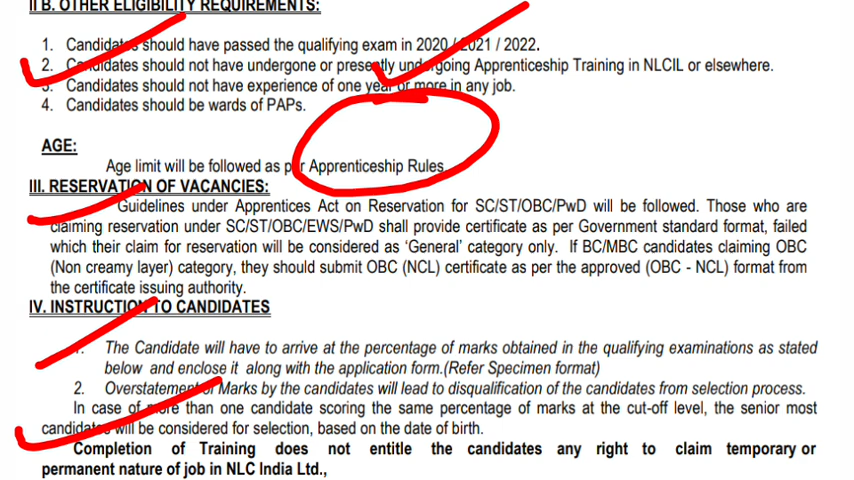 II B. OTHER ELIGIBILITY REQUIREMENTS:
1. Candidates should have passed the qualifying exam in 2020 / 2021 / 2022.
2. Candidates should not have undergone or presently undergoing Apprenticeship Training in NLCIL or elsewhere.
3. Candidates should not have experience of one year or more in any job.
4. Candidates should be wards of PAPs.
AGE:
Age limit will be followed as per Apprenticeship Rules
III. RESERVATION OF VACANCIES:
Guidelines under Apprentices Act on Reservation for SC/ST/OBC/PwD will be followed. Those who are
claiming reservation under SC/ST/OBC/EWS/PwD shall provide certificate as per Government standard format, failed
which their claim for reservation will be considered as 'General' category only. If BC/MBC candidates claiming OBC
(Non creamy layer) category, they should submit OBC (NCL) certificate as per the approved (OBC - NCL) format from
the certificate issuing authority.
IV. INSTRUCTION TO CANDIDATES
1. The Candidate will have to arrive at the percentage of marks obtained in the qualifying examinations as stated
below and enclose it along with the application form.(Refer Specimen format)
2. Overstatement of Marks by the candidates will lead to disqualification of the candidates from selection process.
In case of more than one candidate scoring the same percentage of marks at the cut-off level, the senior most
candidates will be considered for selection, based on the date of birth.
Completion of Training does not entitle the candidates any right to claim temporary or
permanent nature of job in NLC India Ltd.,